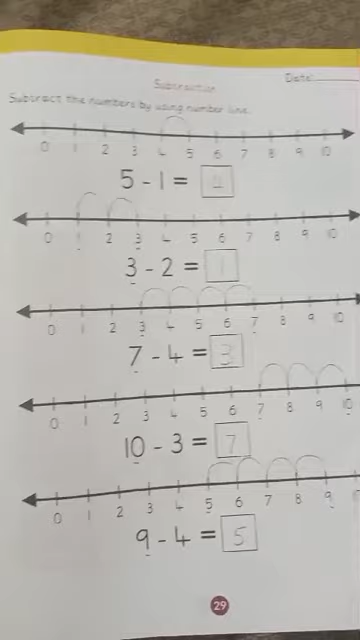 Subtraction
Date:
Subtract the numbers by using number line.
0 1 2 3 4 5 6 7 8 9 10
5 - 1 =
0 1 2 3 4 5 6 7 8 9 10
3 - 2 = 1
0 1 2 3 4 5 6 7 8 9 10
7 - 4 = 3
0 1 2 3 4 5 6 7 8 9 10
10 - 3 = 7
0 1 2 3 4 5 6 7 8 9
9 - 4 = 5
29